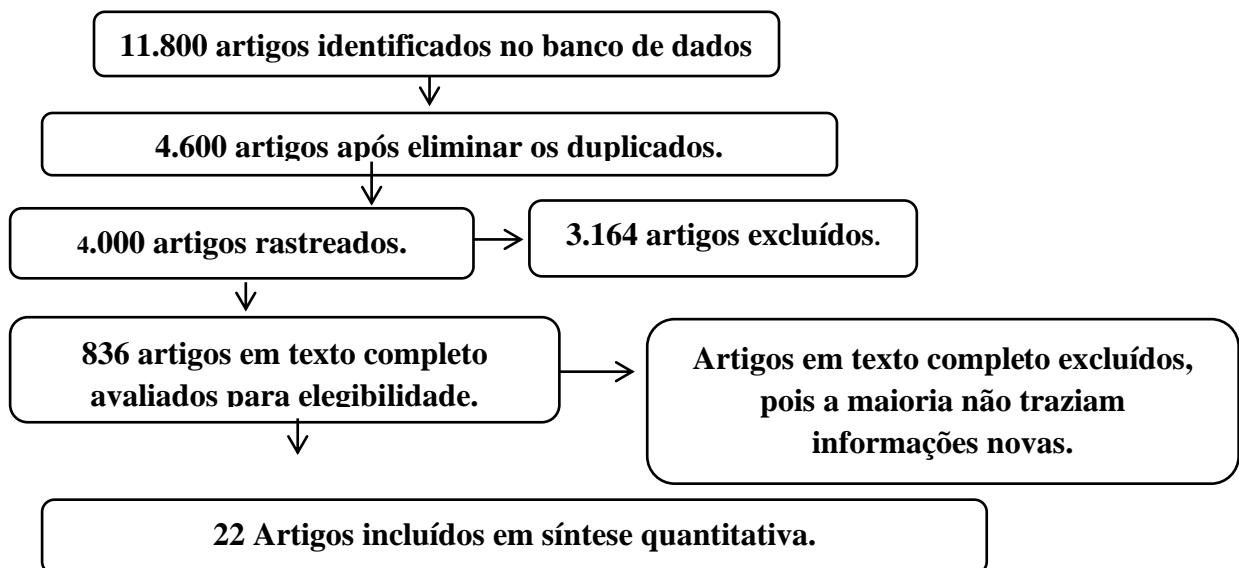 11.800 artigos identificados no banco de dados
4.600 artigos após eliminar os duplicados.
4.000 artigos rastreados.
3.164 artigos excluídos.
836 artigos em texto completo
avaliados para elegibilidade.
Artigos em texto completo excluídos,
pois a maioria não traziam
informações novas.
22 Artigos incluídos em síntese quantitativa.